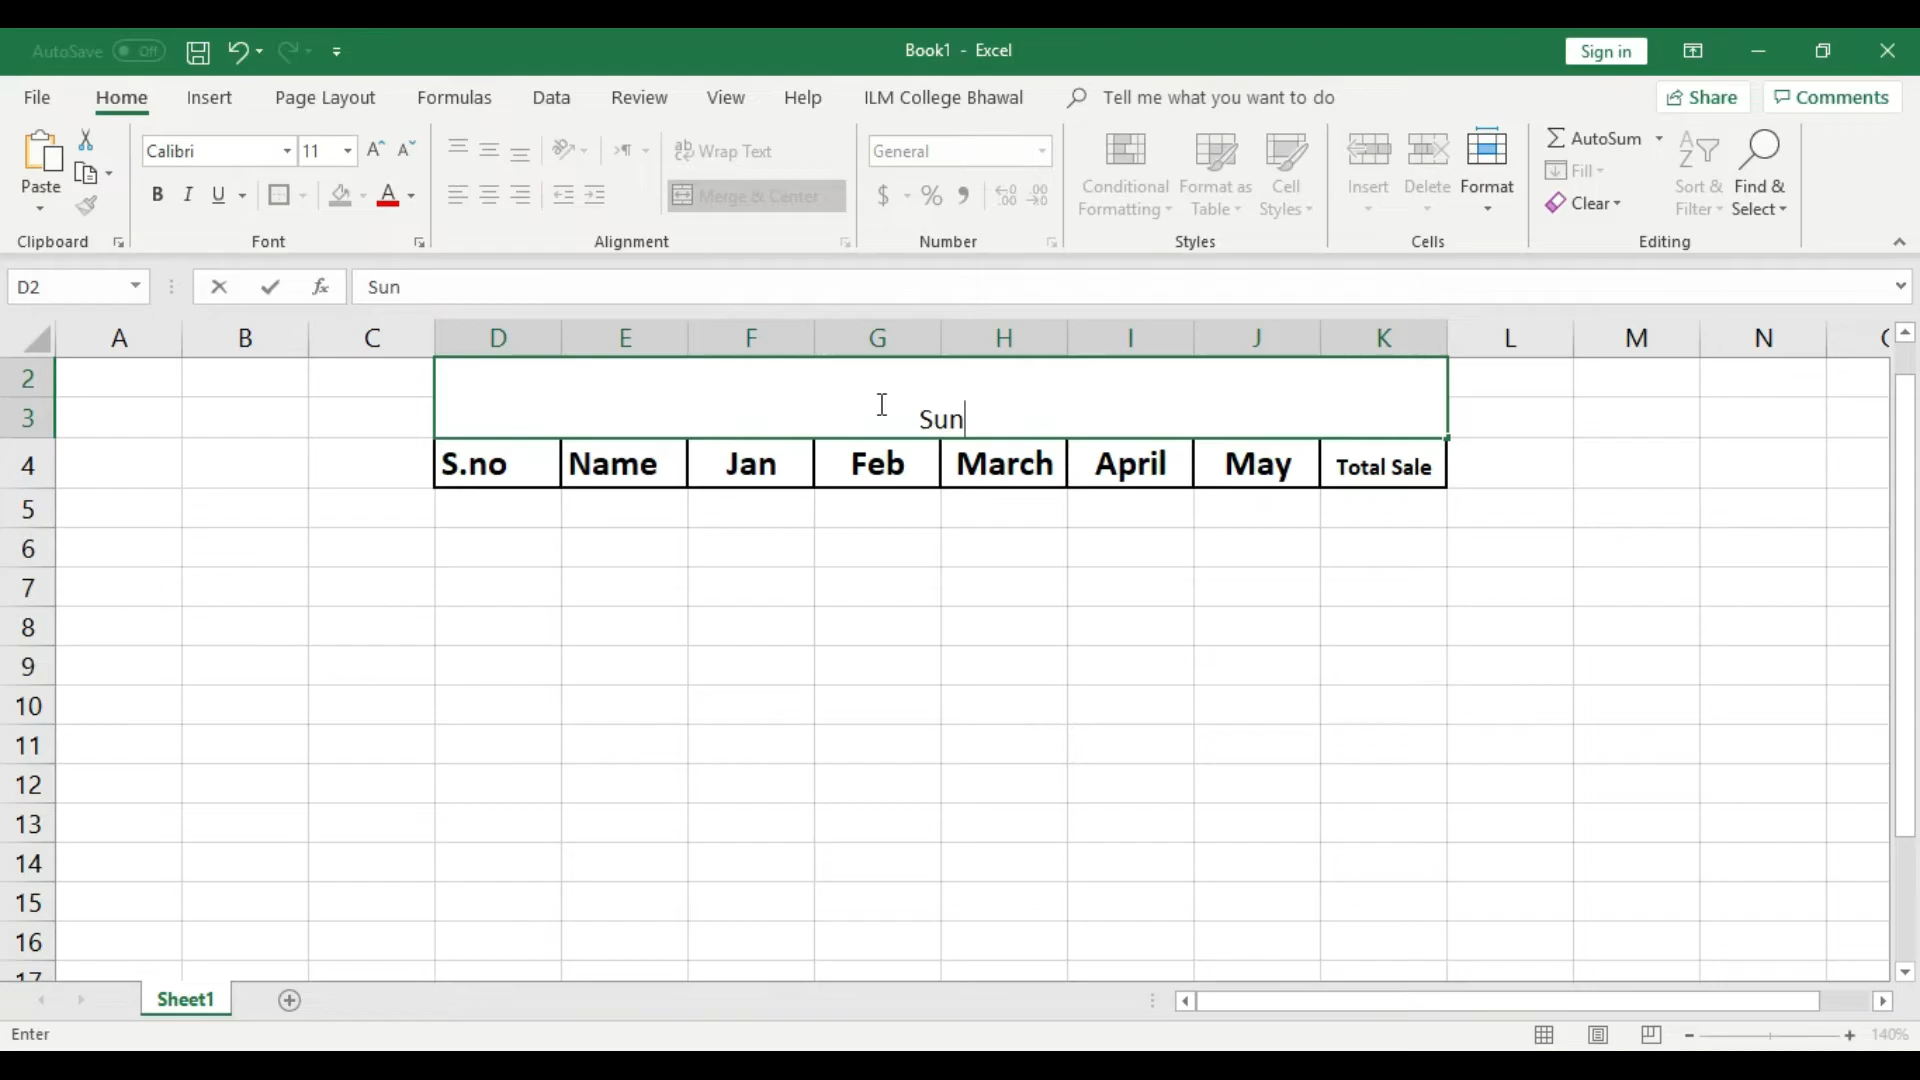 AutoSave Off
Book1 - Excel
Sign in
File Home Insert Page Layout Formulas Data Review View Help ILM College Bhawal Tell me what you want to do Share Comments
Paste
Calibri 11
B I U A
Wrap Text
Merge & Center
General
$ % 9
Conditional Formatting
Format as Table
Cell Styles
Insert Delete Format
AutoSum
Fill
Clear
Sort & Filter
Find & Select
Clipboard Font Alignment Number Styles Cells Editing
D2 fx Sun
A B C D E F G H I J K L M N
2
3 Sun
4 S.no Name Jan Feb March April May Total Sale
5
6
7
8
9
10
11
12
13
14
15
16
17
Sheet1
Enter 140%